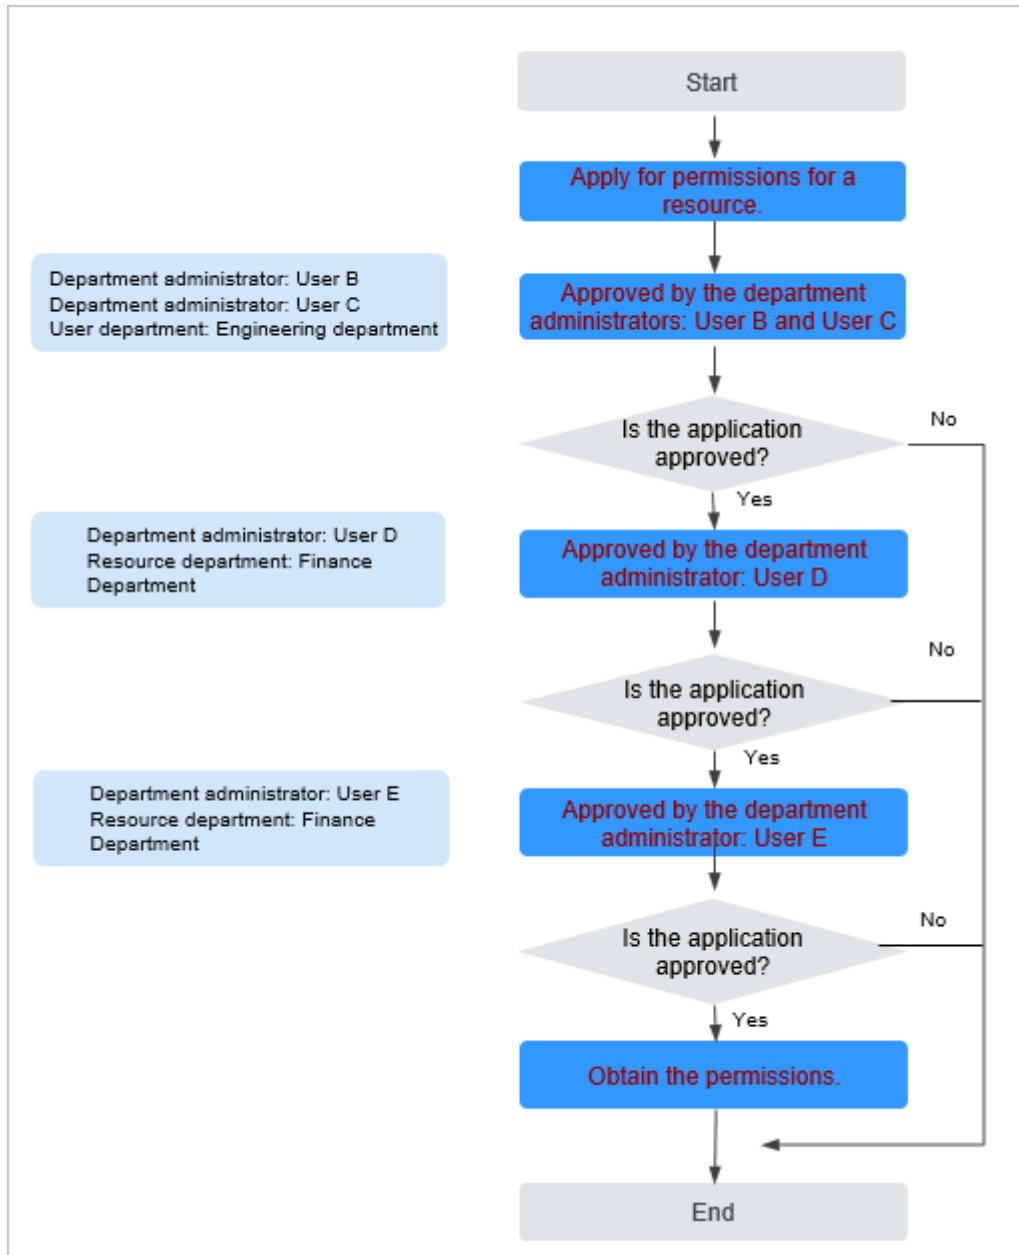 Start
Apply for permissions for a
resource.
Department administrator: User B
Department administrator: User C
User department: Engineering department
Approved by the department
administrators: User B and User C
Is the application
approved?
No
Yes
Department administrator: User D
Resource department: Finance
Department
Approved by the department
administrator: User D
Is the application
approved?
No
Yes
Department administrator: User E
Resource department: Finance
Department
Approved by the department
administrator: User E
Is the application
approved?
No
Yes
Obtain the permissions.
End